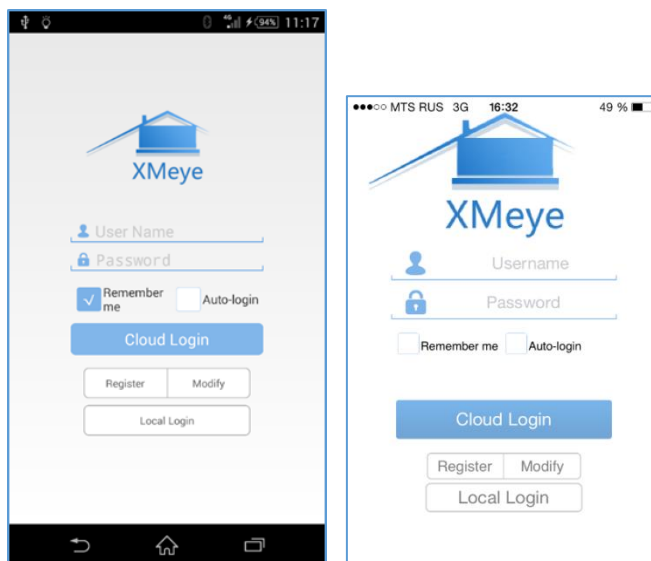 4G 94% 11:17
XMeye
User Name
Password
Remember me
Auto-login
Cloud Login
Register
Modify
Local Login
MTS RUS 3G 16:32 49 %
XMeye
Username
Password
Remember me
Auto-login
Cloud Login
Register
Modify
Local Login